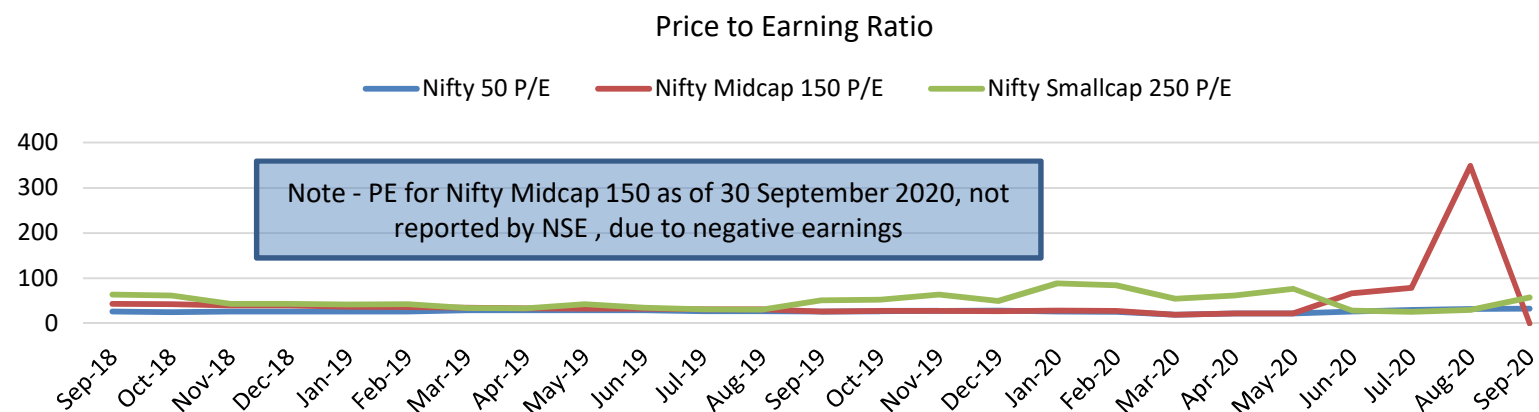 Price to Earning Ratio
Nifty 50 P/E Nifty Midcap 150 P/E Nifty Smallcap 250 P/E
400
300
200
100
0
Note - PE for Nifty Midcap 150 as of 30 September 2020, not
reported by NSE , due to negative earnings
Sep-18 Oct-18 Nov-18 Dec-18 Jan-19 Feb-19 Mar-19 Apr-19 May-19 Jun-19 Jul-19 Aug-19 Sep-19 Oct-19 Nov-19 Dec-19 Jan-20 Feb-20 Mar-20 Apr-20 May-20 Jun-20 Jul-20 Aug-20 Sep-20